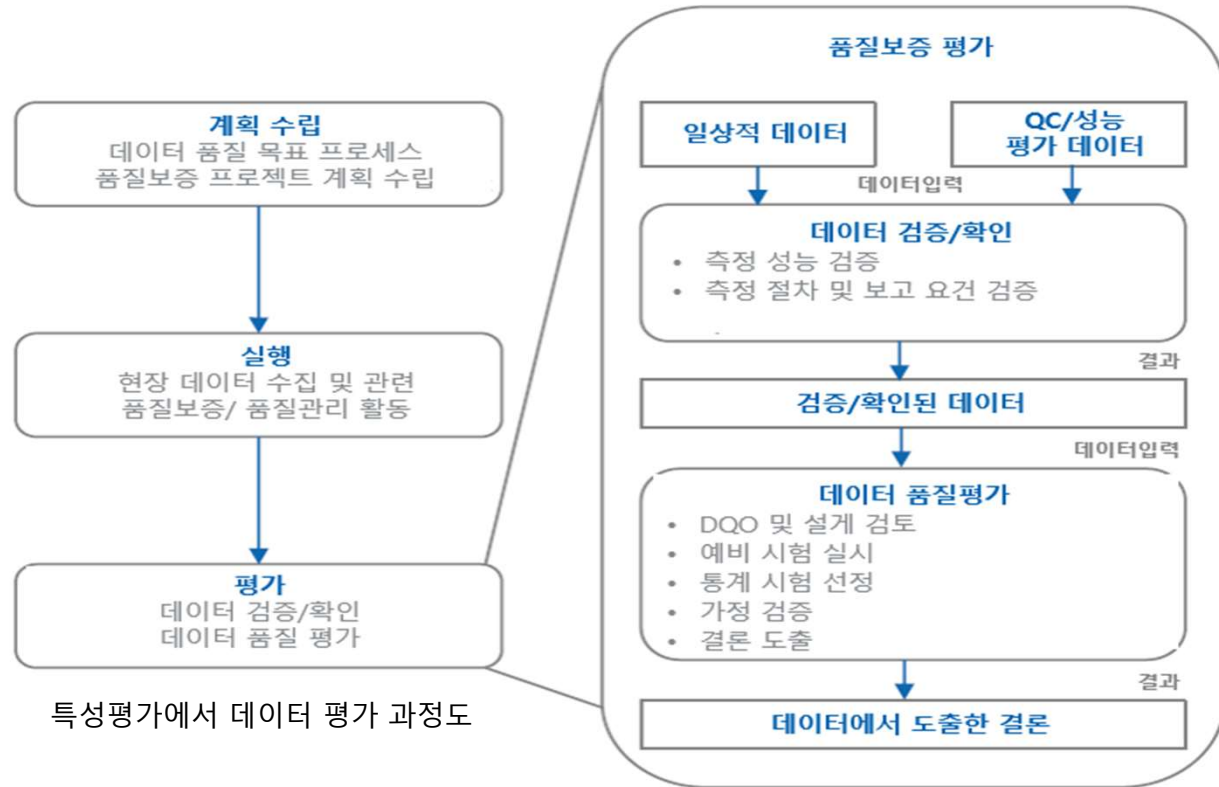 계획 수립
데이터 품질 목표 프로세스
품질보증 프로젝트 계획 수립
실행
현장 데이터 수집 및 관련
품질보증/ 품질관리 활동
평가
데이터 검증/확인
데이터 품질 평가
특성평가에서 데이터 평가 과정도
품질보증 평가
일상적 데이터
QC/성능
평가 데이터
데이터입력
데이터 검증/확인
• 측정 성능 검증
• 측정 절차 및 보고 요건 검증
결과
검증/확인된 데이터
데이터입력
데이터 품질평가
• DQO 및 설게 검토
• 예비 시험 실시
• 통계 시험 선정
• 가정 검증
• 결론 도출
결과
데이터에서 도출한 결론